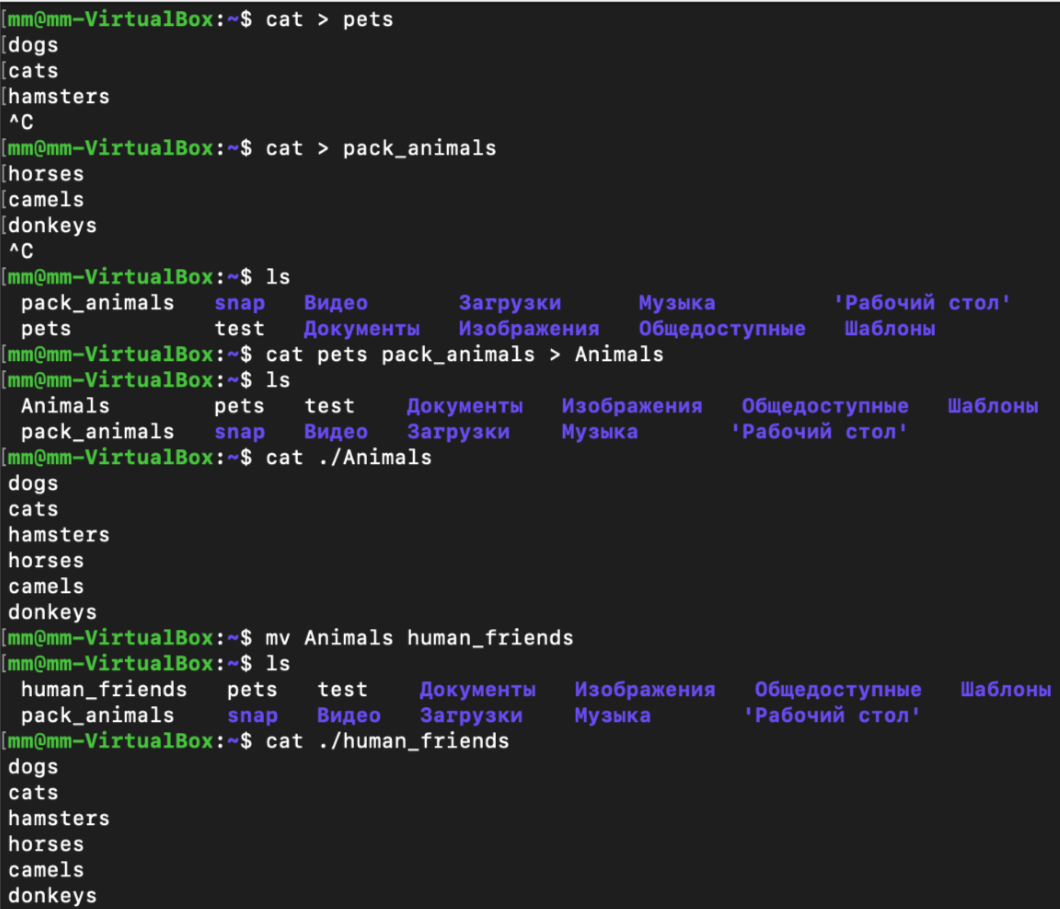 [mm@mm-VirtualBox:~$ cat > pets
[dogs
[cats
[hamsters
^C
[mm@mm-VirtualBox:~$ cat > pack_animals
[horses
[camels
[donkeys
^C
[mm@mm-VirtualBox:~$ ls
pack_animals snap Видео Загрузки Музыка 'Рабочий стол'
pets test Документы Изображения Общедоступные Шаблоны
[mm@mm-VirtualBox:~$ cat pets pack_animals > Animals
[mm@mm-VirtualBox:~$ ls
Animals pets test Документы Изображения Общедоступные Шаблоны
pack_animals snap Видео Загрузки Музыка 'Рабочий стол'
[mm@mm-VirtualBox:~$ cat ./Animals
dogs
cats
hamsters
horses
camels
donkeys
[mm@mm-VirtualBox:~$ mv Animals human_friends
[mm@mm-VirtualBox:~$ ls
human_friends pets test Документы Изображения Общедоступные Шаблоны
pack_animals snap Видео Загрузки Музыка 'Рабочий стол'
[mm@mm-VirtualBox:~$ cat ./human_friends
dogs
cats
hamsters
horses
camels
donkeys